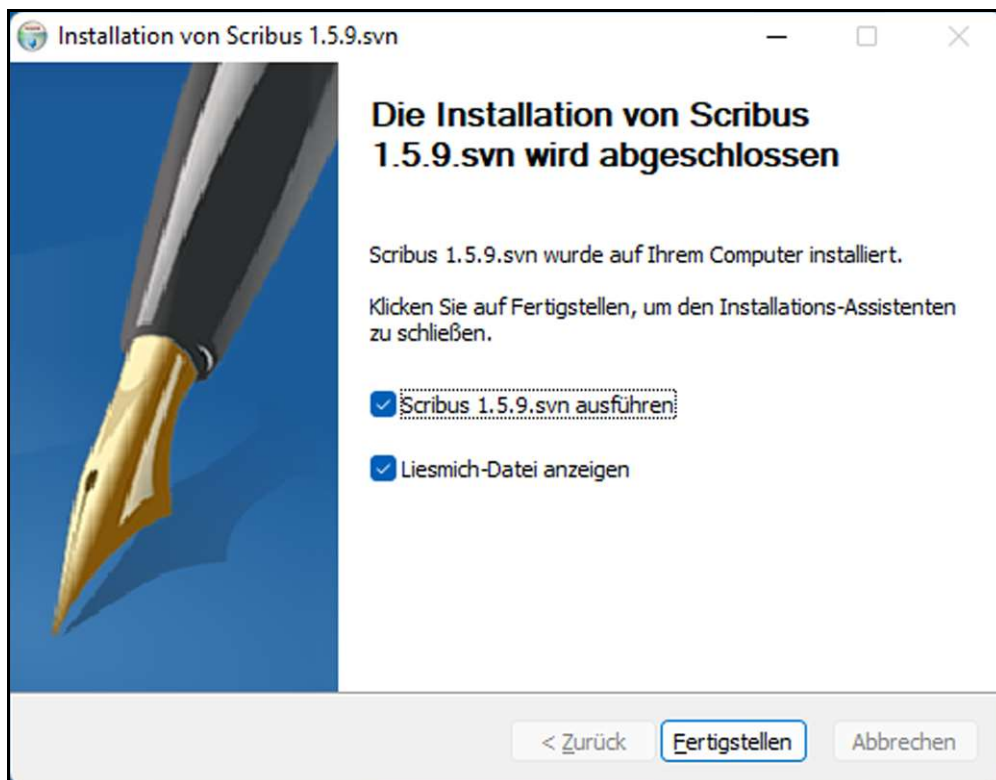 Installation von Scribus 1.5.9.svn
Die Installation von Scribus
1.5.9.svn wird abgeschlossen
Scribus 1.5.9.svn wurde auf Ihrem Computer installiert.
Klicken Sie auf Fertigstellen, um den Installations-Assistenten
zu schließen.
Scribus 1.5.9.svn ausführen
Liesmich-Datei anzeigen
< Zurück Fertigstellen Abbrechen